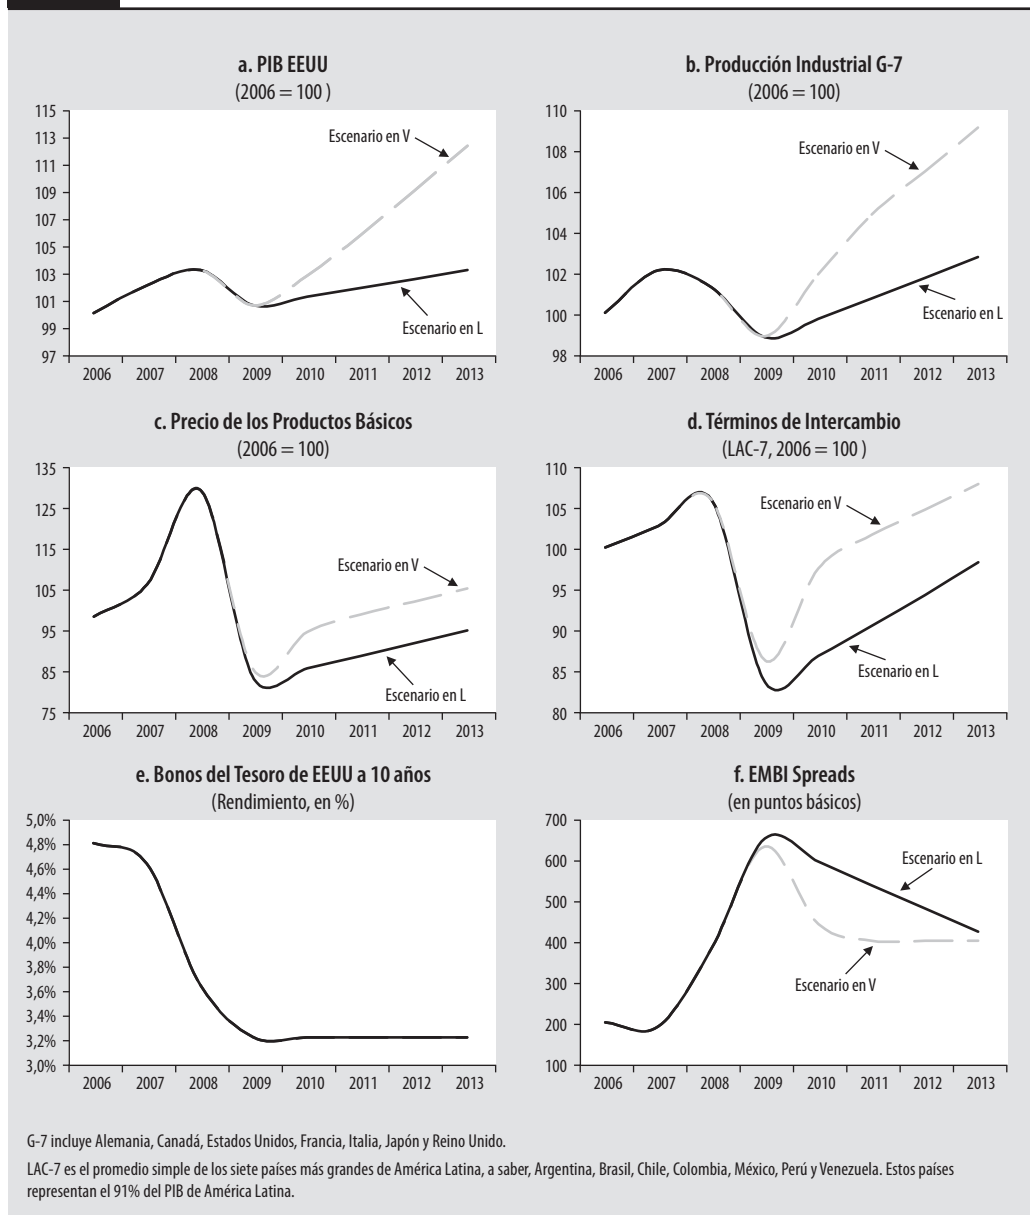 a. PIB EEUU
(2006 = 100 )
115
113
111
109
107
105
103
101
99
97
Escenario en V
Escenario en L
2006 2007 2008 2009 2010 2011 2012 2013
b. Producción Industrial G-7
(2006 = 100)
110
108
106
104
102
100
98
Escenario en V
Escenario en L
2006 2007 2008 2009 2010 2011 2012 2013
c. Precio de los Productos Básicos
(2006 = 100)
135
125
115
105
95
85
75
Escenario en V
Escenario en L
2006 2007 2008 2009 2010 2011 2012 2013
d. Términos de Intercambio
(LAC-7, 2006 = 100 )
110
105
100
95
90
85
80
Escenario en V
Escenario en L
2006 2007 2008 2009 2010 2011 2012 2013
e. Bonos del Tesoro de EEUU a 10 años
(Rendimiento, en %)
5,0%
4,8%
4,6%
4,4%
4,2%
4,0%
3,8%
3,6%
3,4%
3,2%
3,0%
2006 2007 2008 2009 2010 2011 2012 2013
f. EMBI Spreads
(en puntos básicos)
700
600
500
400
300
200
100
Escenario en L
Escenario en V
2006 2007 2008 2009 2010 2011 2012 2013
G-7 incluye Alemania, Canadá, Estados Unidos, Francia, Italia, Japón y Reino Unido.
LAC-7 es el promedio simple de los siete países más grandes de América Latina, a saber, Argentina, Brasil, Chile, Colombia, México, Perú y Venezuela. Estos países
representan el 91% del PIB de América Latina.